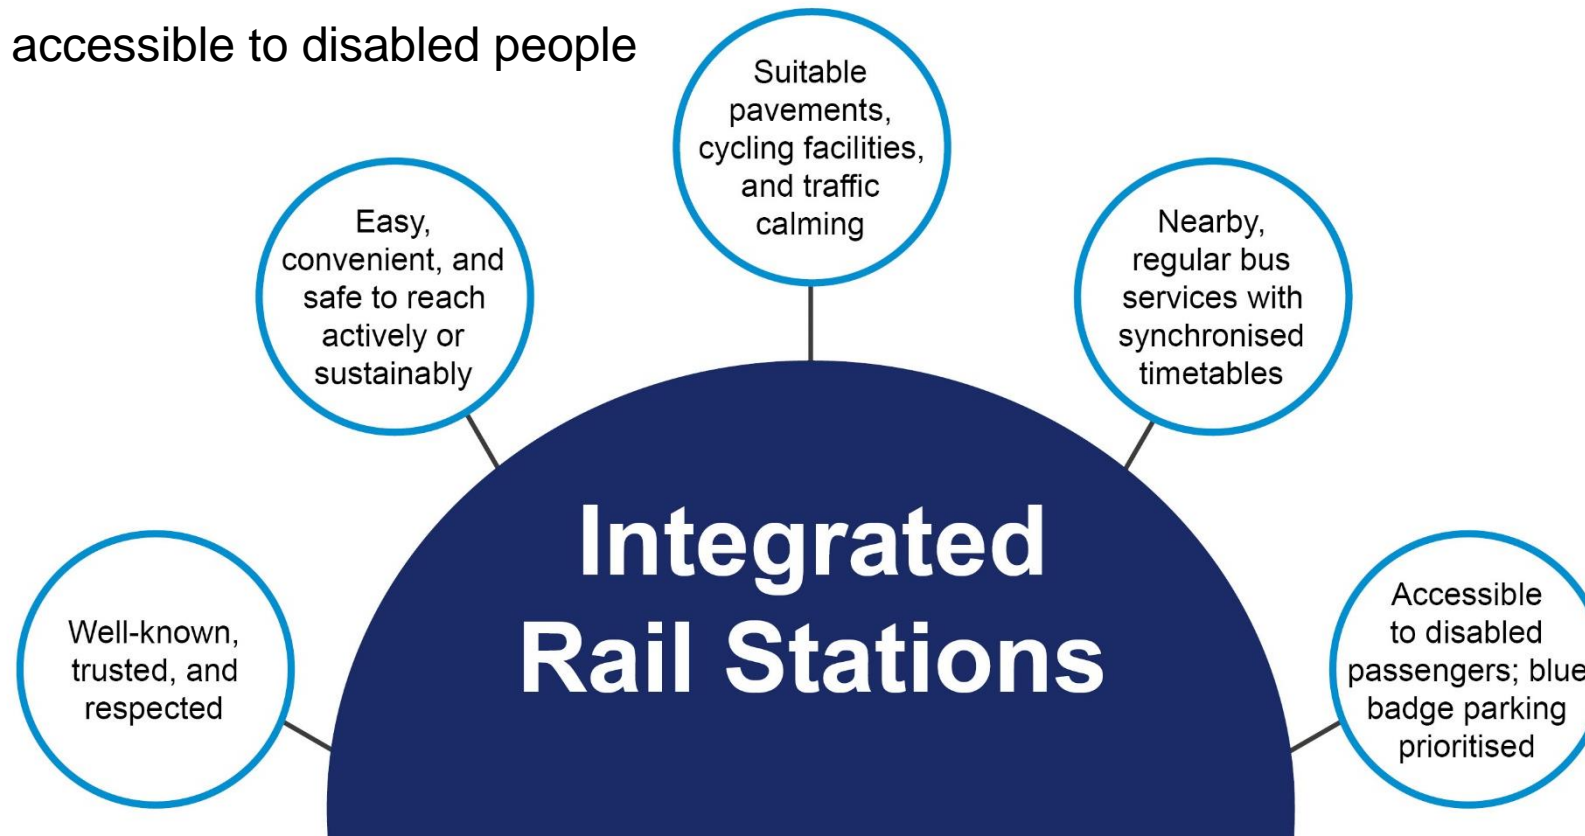 accessible to disabled people
Suitable
pavements,
cycling facilities,
and traffic
calming
Easy,
convenient, and
safe to reach
actively or
sustainably
Nearby,
regular bus
services with
synchronised
timetables
Integrated
Rail Stations
Well-known,
trusted, and
respected
Accessible
to disabled
passengers; blue
badge parking
prioritised